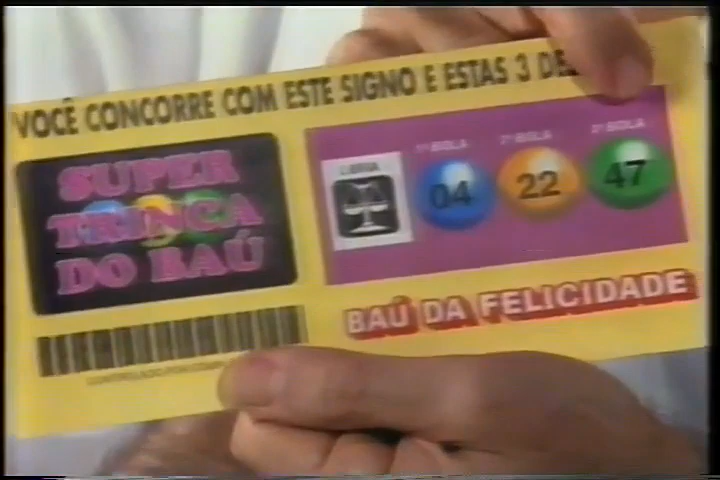 VOCÊ CONCORRE COM ESTE SIGNO E ESTAS 3
SUPER
TRINCA
DO BAÚ
LIBRA
1ª BOLA
2ª BOLA
3ª BOLA
04
22
47
BAÚ DA FELICIDADE